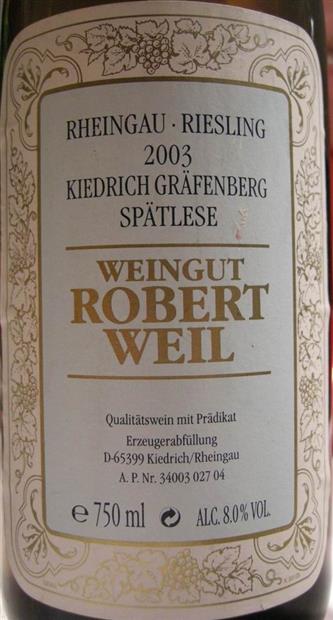 RHEINGAU · RIESLING
2003
KIEDRICH GRÄFENBERG
SPÄTLESE
WEINGUT
ROBERT
WEIL
Qualitätswein mit Prädikat
Erzeugerabfüllung
D-65399 Kiedrich/Rheingau
A. P. Nr. 34003 027 04
℮ 750 ml ALC. 8.0% VOL.